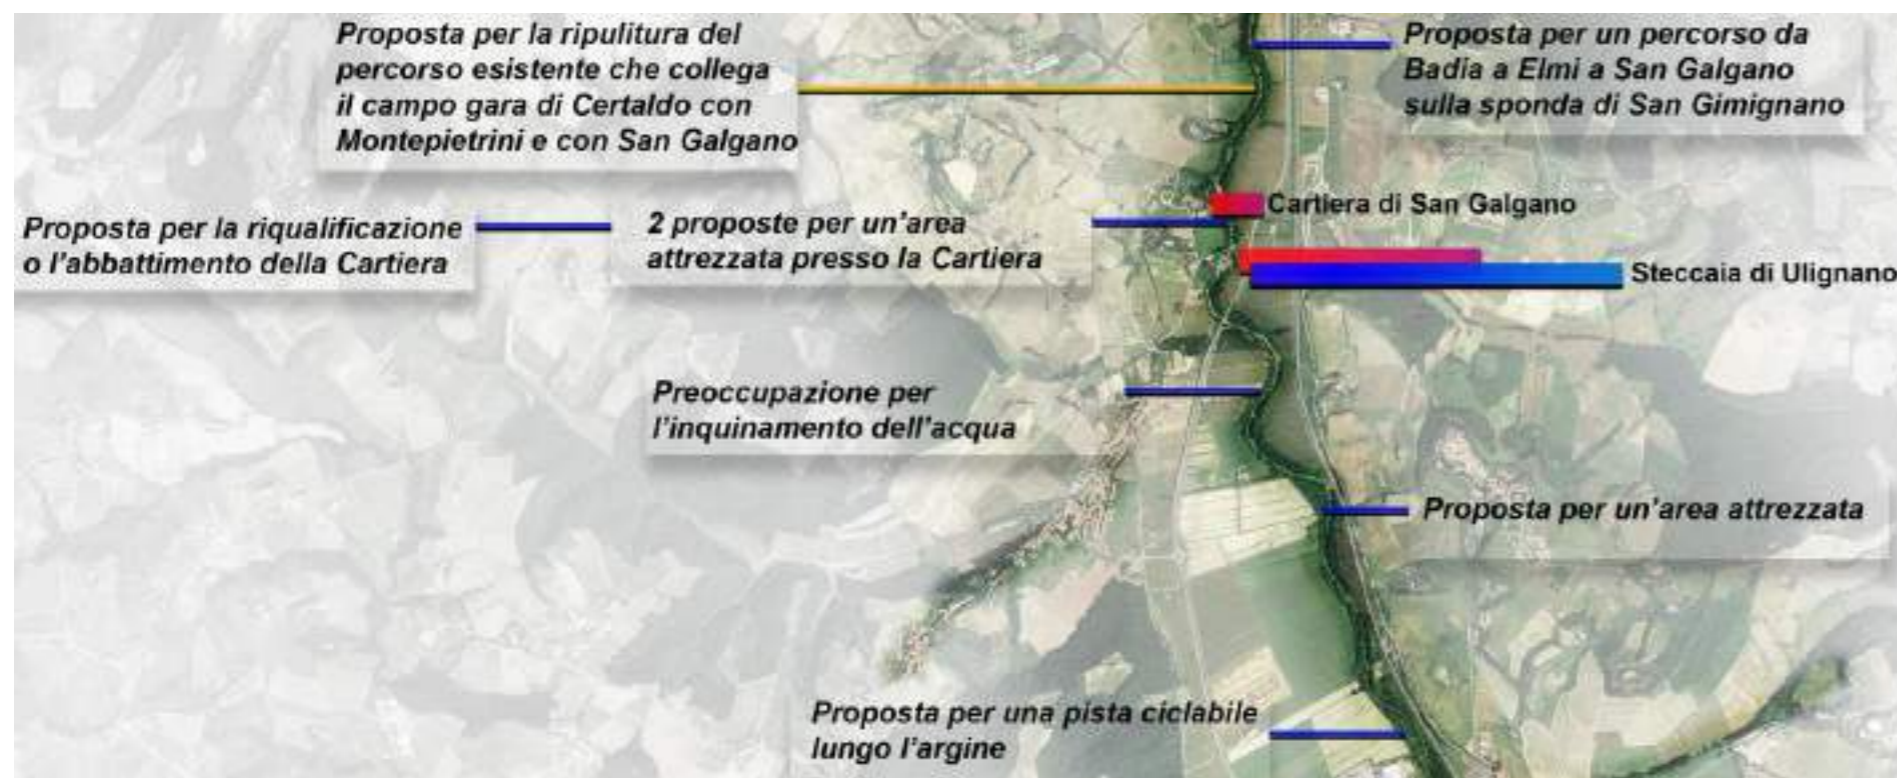 Proposta per la ripulitura del
percorso esistente che collega
il campo gara di Certaldo con
Montepietrini e con San Galgano
Proposta per un percorso da
Badia a Elmi a San Galgano
sulla sponda di San Gimignano
Cartiera di San Galgano
Proposta per la riqualificazione
o l'abbattimento della Cartiera
2 proposte per un'area
attrezzata presso la Cartiera
Steccaia di Ulignano
Preoccupazione per
l'inquinamento dell'acqua
Proposta per un'area attrezzata
Proposta per una pista ciclabile
lungo l'argine